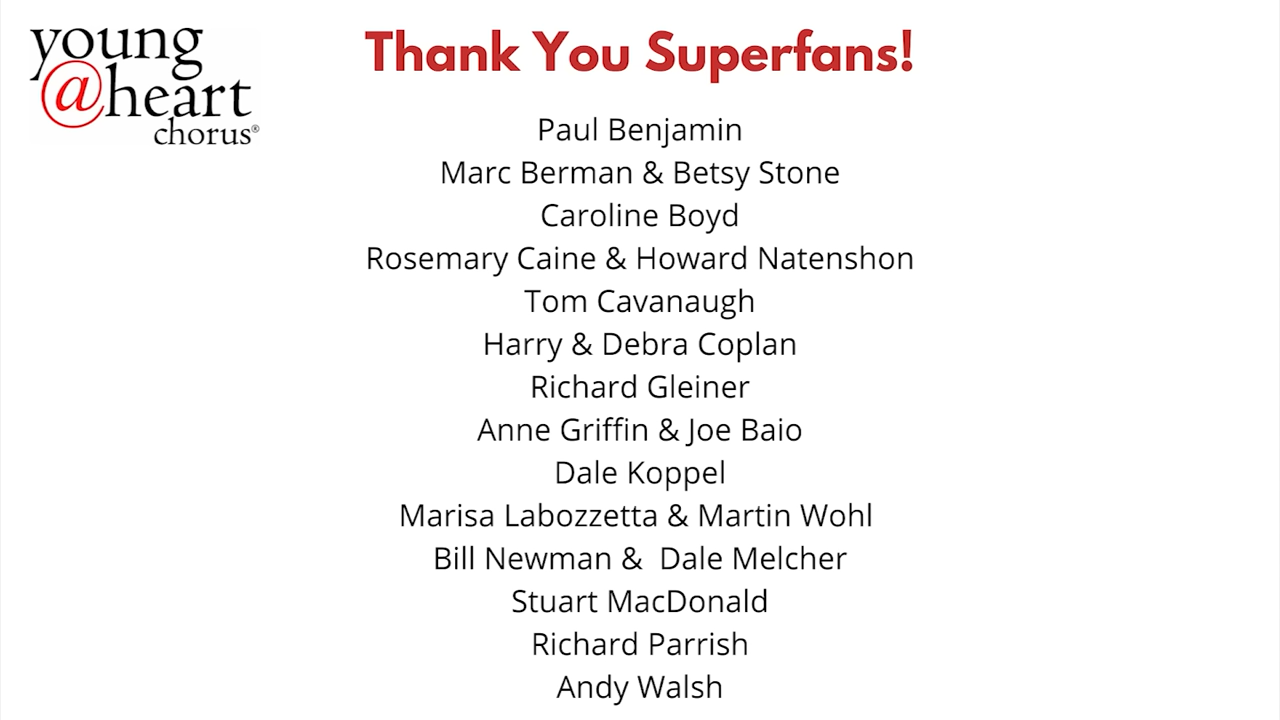 young
@heart
chorus®
Thank You Superfans!
Paul Benjamin
Marc Berman & Betsy Stone
Caroline Boyd
Rosemary Caine & Howard Natenshon
Tom Cavanaugh
Harry & Debra Coplan
Richard Gleiner
Anne Griffin & Joe Baio
Dale Koppel
Marisa Labozzetta & Martin Wohl
Bill Newman &  Dale Melcher
Stuart MacDonald
Richard Parrish
Andy Walsh